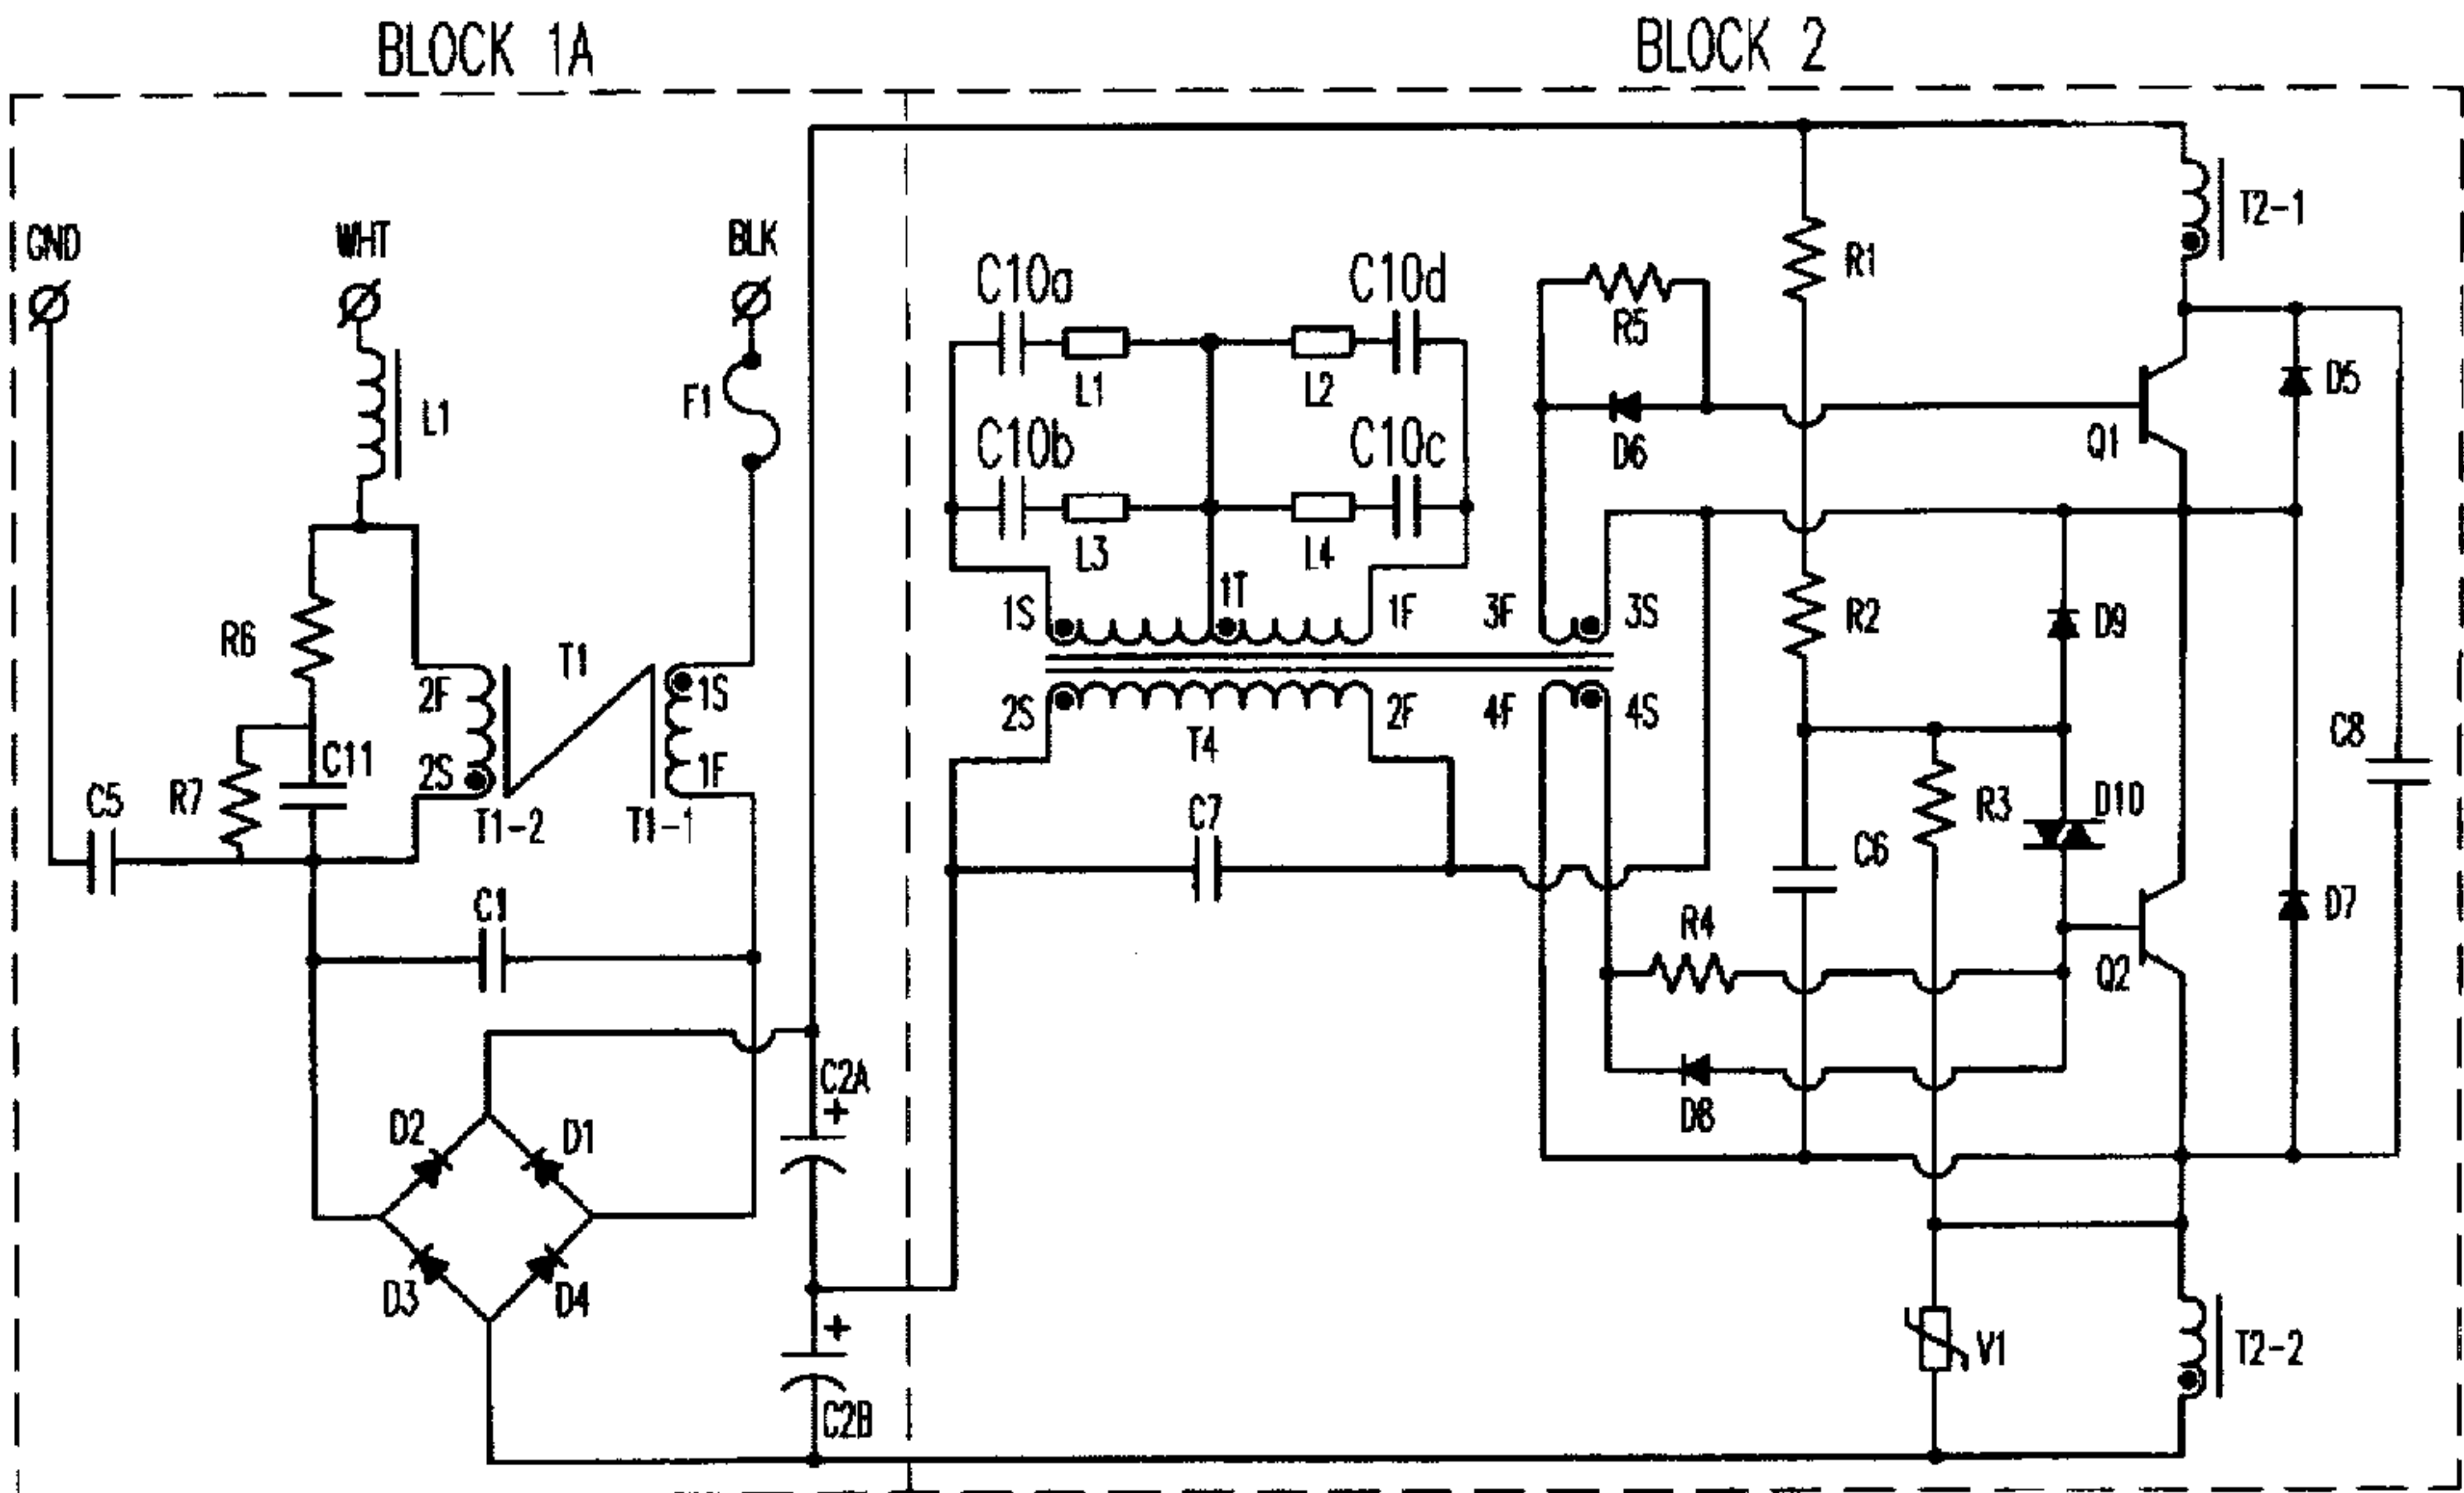 BLOCK 1A
BLOCK 2
GND
WHT
BLK
L1
F1
R6
T1
2F
1S
C11
2S
1F
C5
R7
T1-2
T1-1
C1
D2
D1
C2A
+
D3
D4
+
C2B
T2-1
R1
C10a
C10d
R5
L1
L2
D5
C10b
C10c
D6
Q1
L3
L4
1S
1T
1F
3F
3S
R2
D9
2S
2F
4F
4S
T4
C8
C7
R3
D10
C6
R4
D7
Q2
D8
V1
T2-2